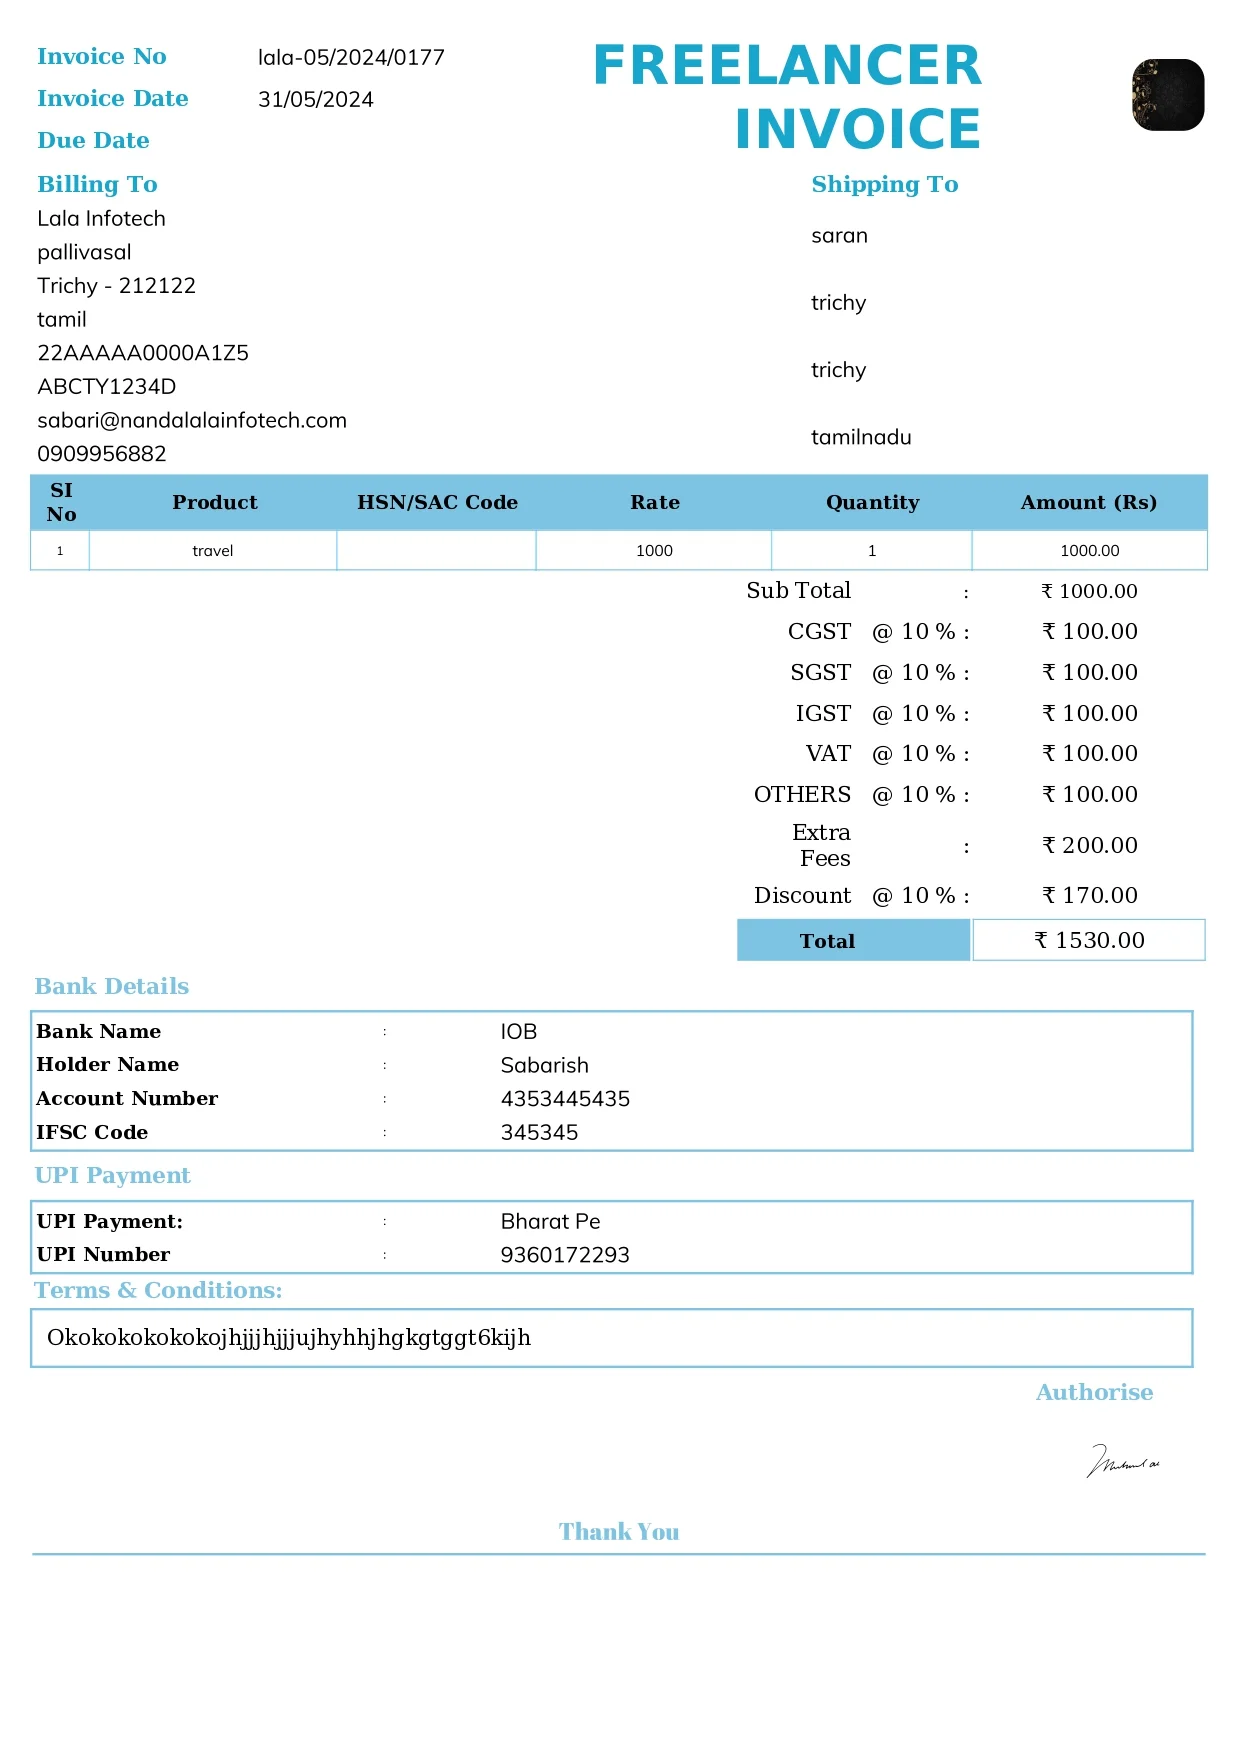 Invoice No lala-05/2024/0177
Invoice Date 31/05/2024
Due Date
FREELANCER
INVOICE
Billing To
Lala Infotech
pallivasal
Trichy - 212122
tamil
22AAAAA0000A1Z5
ABCTY1234D
sabari@nandalalainfotech.com
0909956882
Shipping To
saran
trichy
trichy
tamilnadu
SI No Product HSN/SAC Code Rate Quantity Amount (Rs)
1 travel 1000 1 1000.00
Sub Total : ₹ 1000.00
CGST @ 10 % : ₹ 100.00
SGST @ 10 % : ₹ 100.00
IGST @ 10 % : ₹ 100.00
VAT @ 10 % : ₹ 100.00
OTHERS @ 10 % : ₹ 100.00
Extra Fees : ₹ 200.00
Discount @ 10 % : ₹ 170.00
Total ₹ 1530.00
Bank Details
Bank Name : IOB
Holder Name : Sabarish
Account Number : 4353445435
IFSC Code : 345345
UPI Payment
UPI Payment: : Bharat Pe
UPI Number : 9360172293
Terms & Conditions:
Okokokokokokojhjjjhjjjujhyhhjhgkgtggt6kijh
Authorise
Thank You